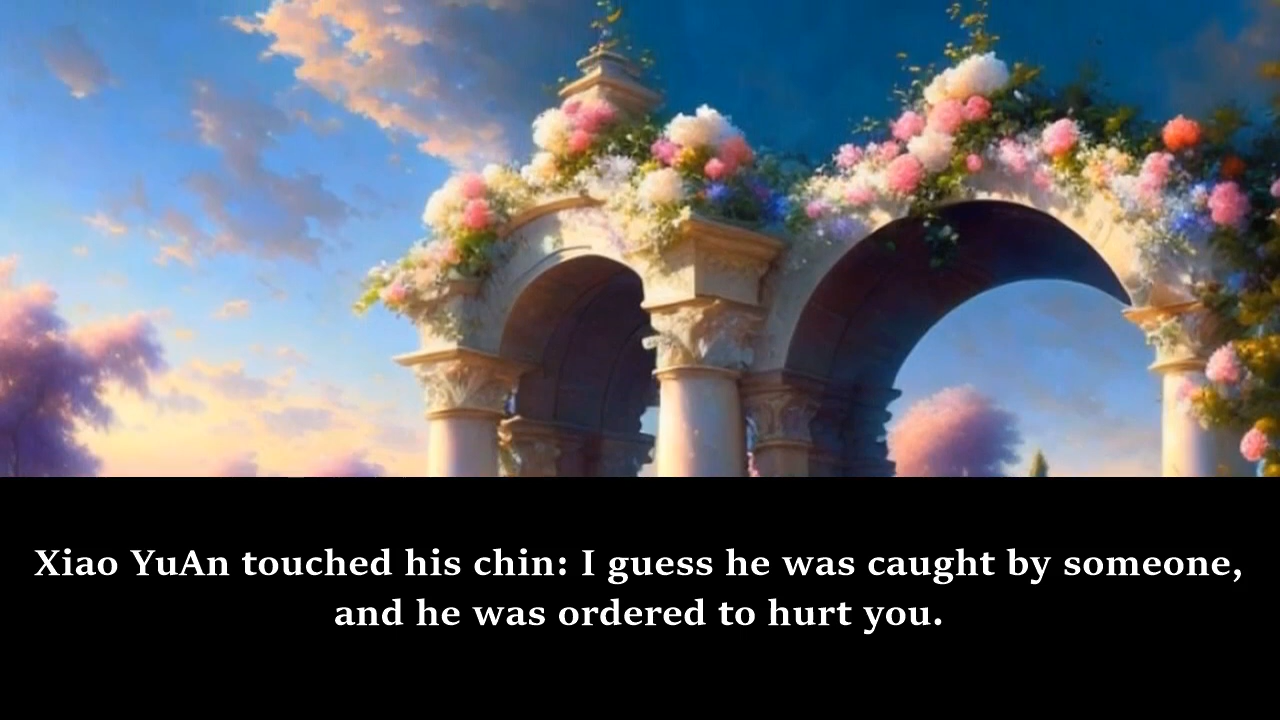 Xiao YuAn touched his chin: I guess he was caught by someone,
and he was ordered to hurt you.